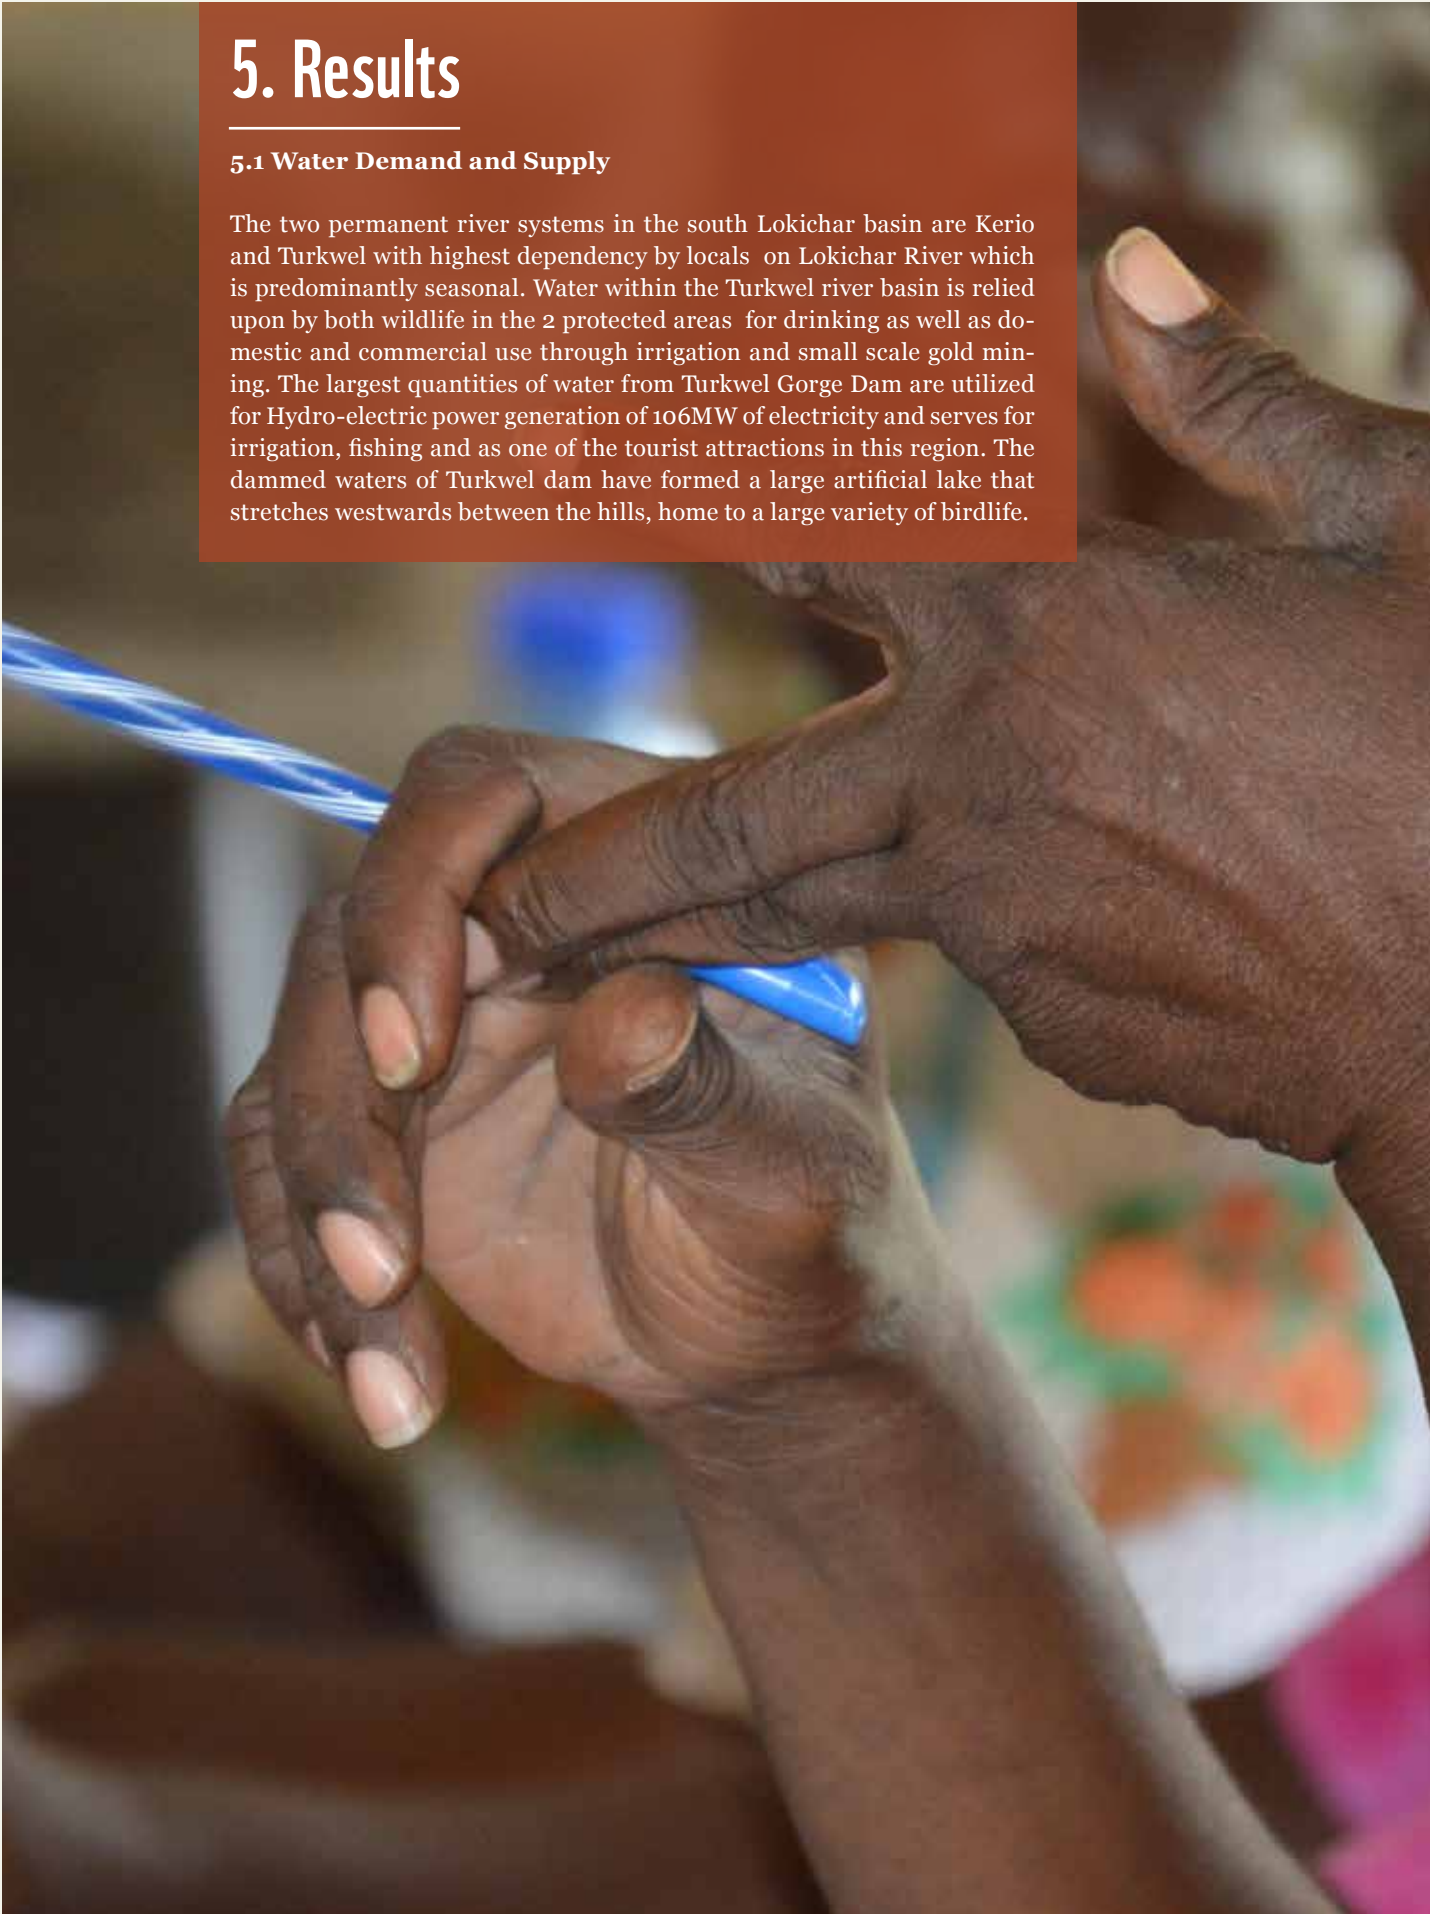 5. Results
5.1 Water Demand and Supply
The two permanent river systems in the south Lokichar basin are Kerio
and Turkwel with highest dependency by locals on Lokichar River which
is predominantly seasonal. Water within the Turkwel river basin is relied
upon by both wildlife in the 2 protected areas for drinking as well as do-
mestic and commercial use through irrigation and small scale gold min-
ing. The largest quantities of water from Turkwel Gorge Dam are utilized
for Hydro-electric power generation of 106MW of electricity and serves for
irrigation, fishing and as one of the tourist attractions in this region. The
dammed waters of Turkwel dam have formed a large artificial lake that
stretches westwards between the hills, home to a large variety of birdlife.